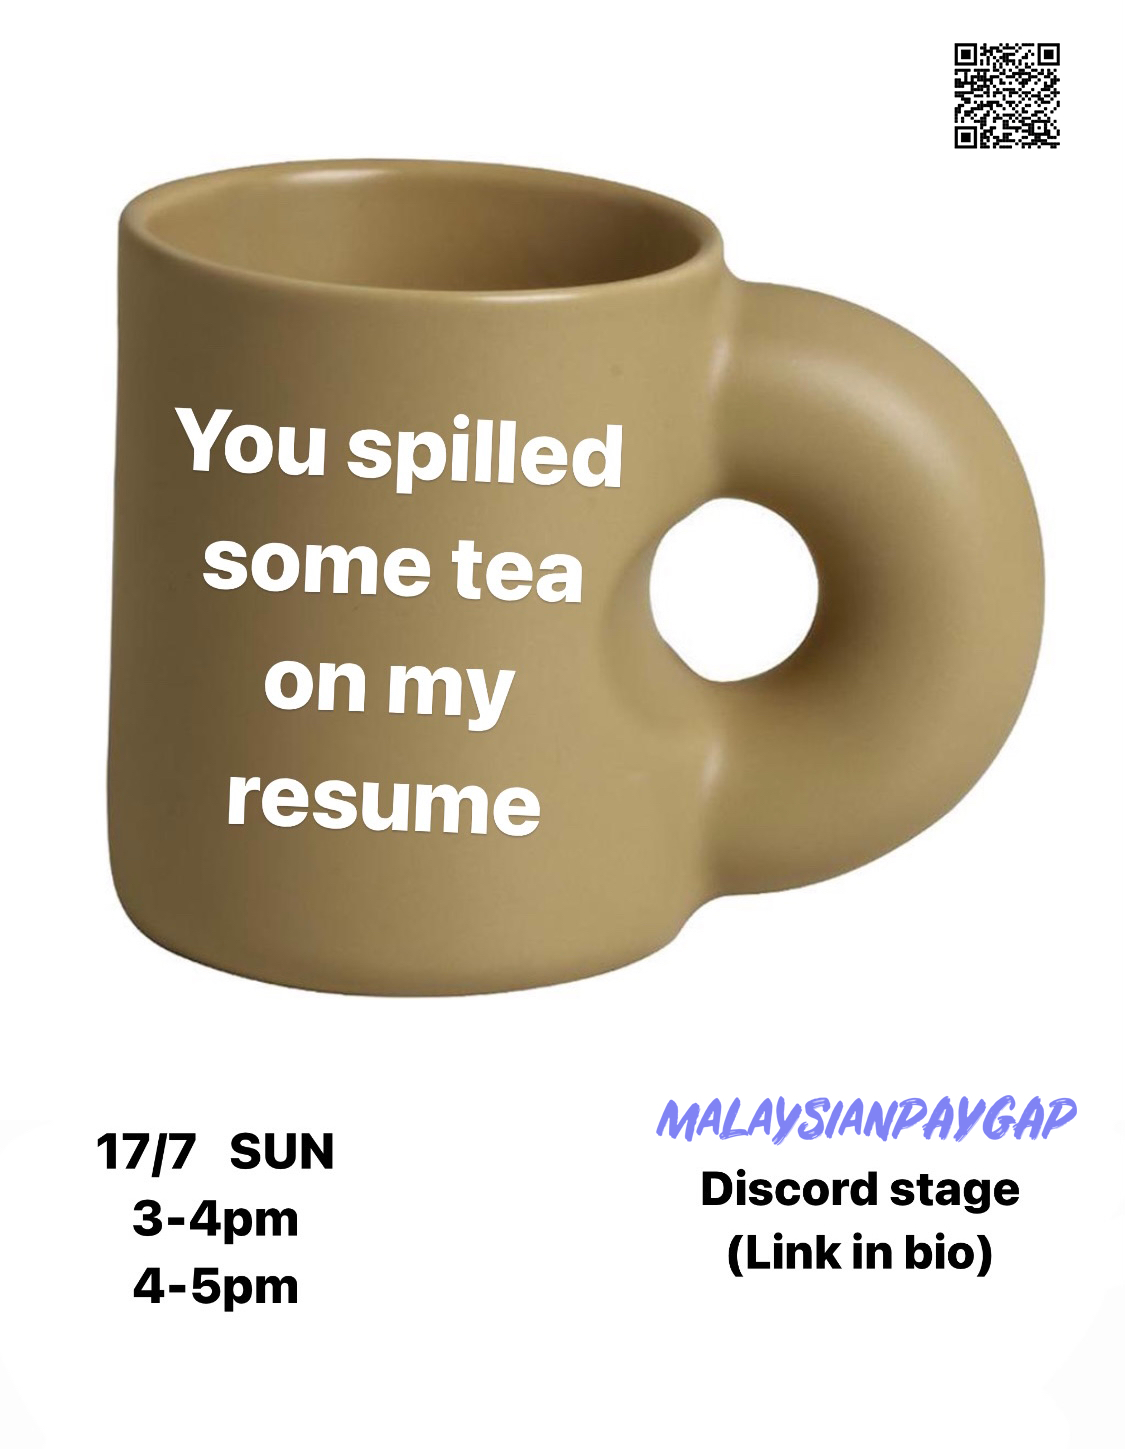 You spilled
some tea
on my
resume
17/7 SUN
3-4pm
4-5pm
MALAYSIANPAYGAP
Discord stage
(Link in bio)